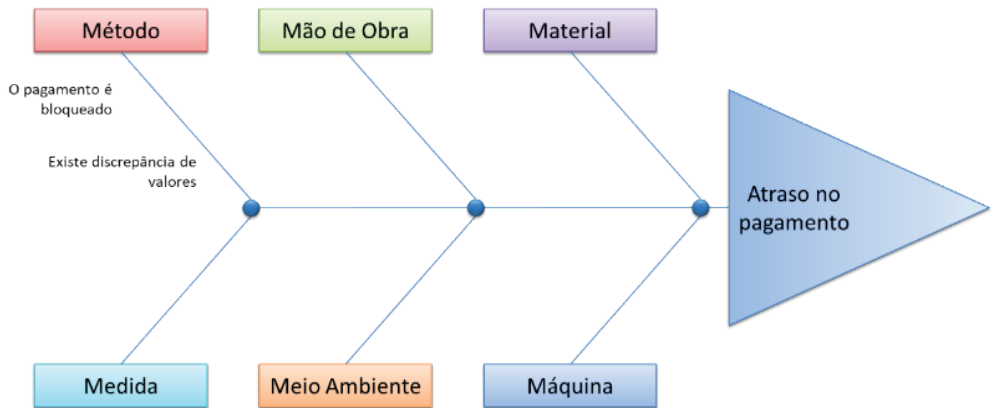 Método
Mão de Obra
Material
O pagamento é
bloqueado
Existe discrepância de
valores
Atraso no
pagamento
Medida
Meio Ambiente
Máquina